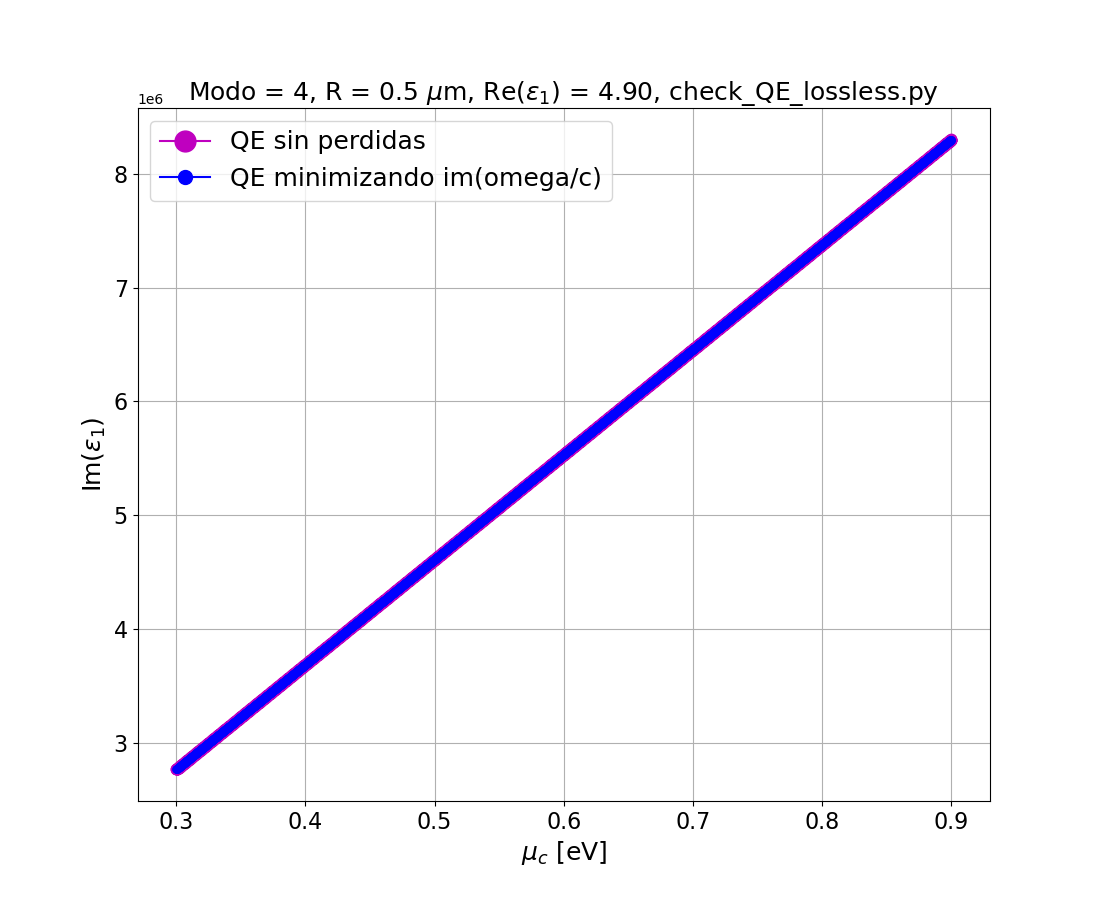 Modo = 4, R = 0.5 μm, Re(ε₁) = 4.90, check_QE_lossless.py
1e6
QE sin perdidas
QE minimizando im(omega/c)
8
7
6
5
4
3
Im(ε₁)
0.3 0.4 0.5 0.6 0.7 0.8 0.9
μ_c [eV]